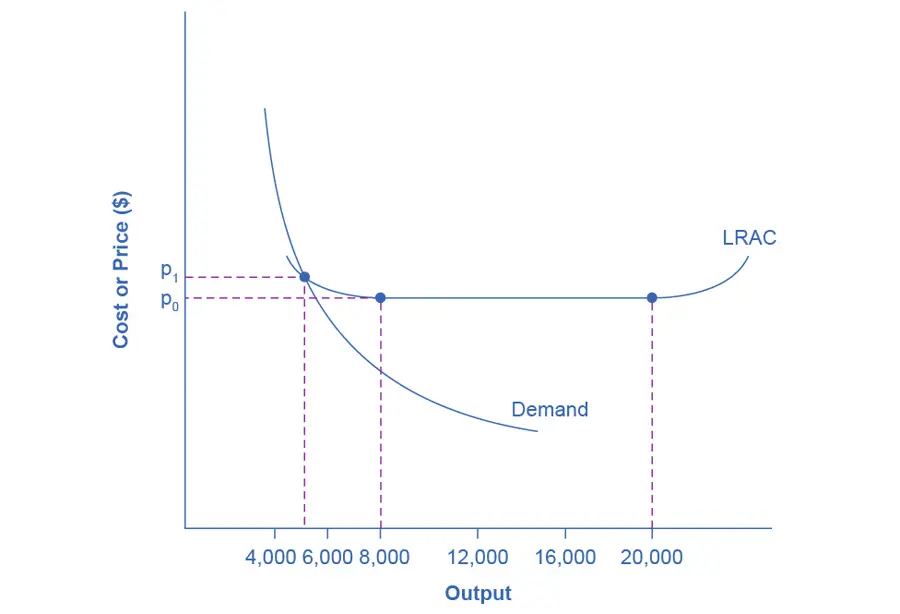 LRAC
p₁
p₀
Cost or Price ($)
Demand
4,000 6,000 8,000 12,000 16,000 20,000
Output